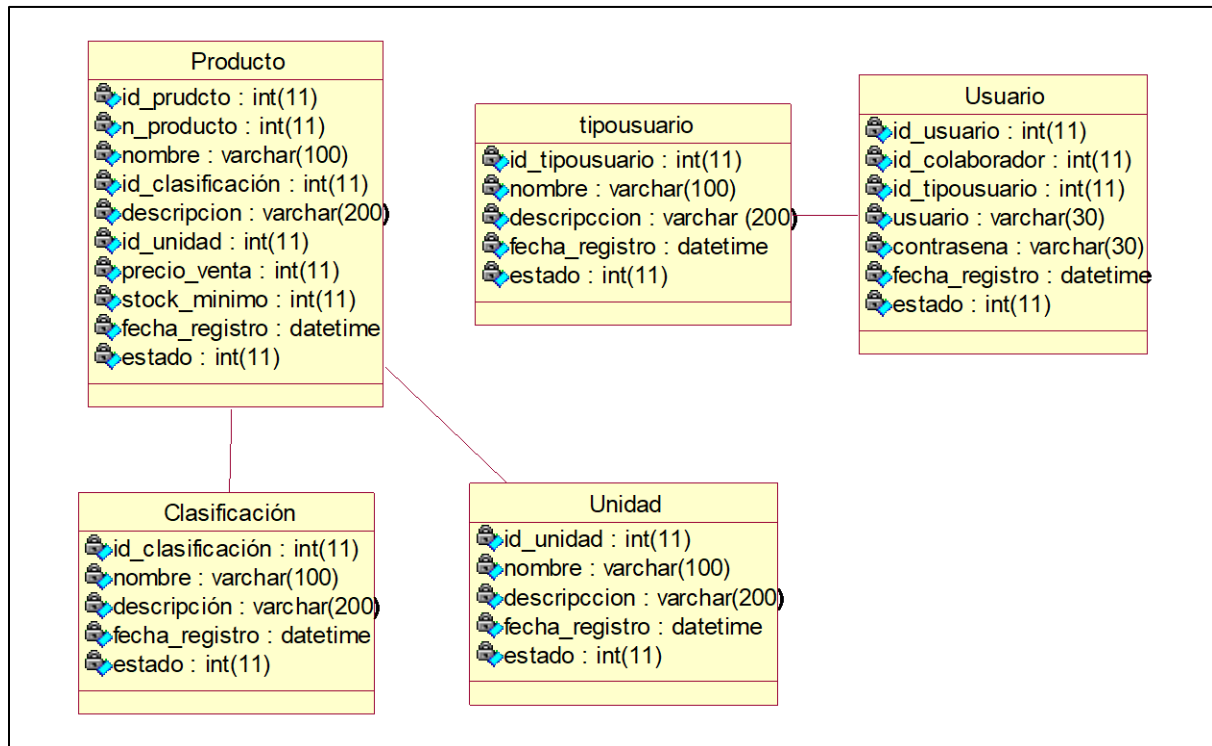 Producto
id_prudcto : int(11)
n_producto : int(11)
nombre : varchar(100)
id_clasificación : int(11)
descripcion : varchar(200)
id_unidad : int(11)
precio_venta : int(11)
stock_minimo : int(11)
fecha_registro : datetime
estado : int(11)
tipousuario
id_tipousuario : int(11)
nombre : varchar(100)
descripccion : varchar (200)
fecha_registro : datetime
estado : int(11)
Usuario
id_usuario : int(11)
id_colaborador : int(11)
id_tipousuario : int(11)
usuario : varchar(30)
contrasena : varchar(30)
fecha_registro : datetime
estado : int(11)
Clasificación
id_clasificación : int(11)
nombre : varchar(100)
descripción : varchar(200)
fecha_registro : datetime
estado : int(11)
Unidad
id_unidad : int(11)
nombre : varchar(100)
descripccion : varchar(200)
fecha_registro : datetime
estado : int(11)